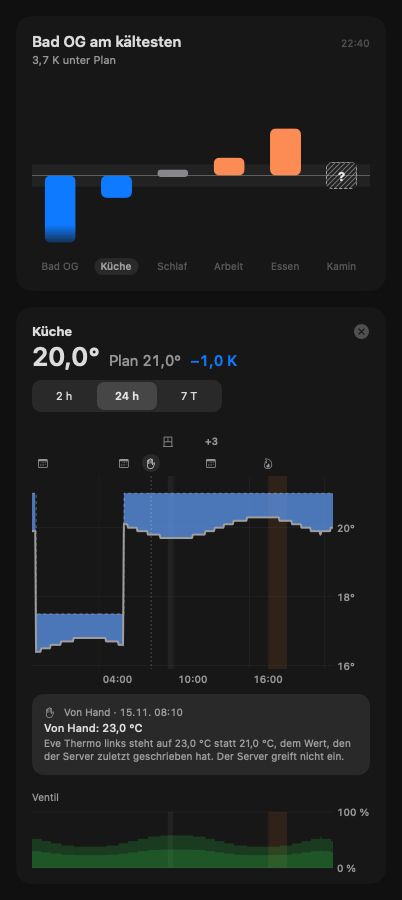 Bad OG am kältesten
22:40
3,7 K unter Plan
?
Bad OG
Küche
Schlaf
Arbeit
Essen
Kamin
Küche
20,0° Plan 21,0° −1,0 K
2 h
24 h
7 T
+3
20°
18°
16°
04:00
10:00
16:00
Von Hand · 15.11. 08:10
Von Hand: 23,0 °C
Eve Thermo links steht auf 23,0 °C statt 21,0 °C, dem Wert, den
der Server zuletzt geschrieben hat. Der Server greift nicht ein.
Ventil
100 %
0 %